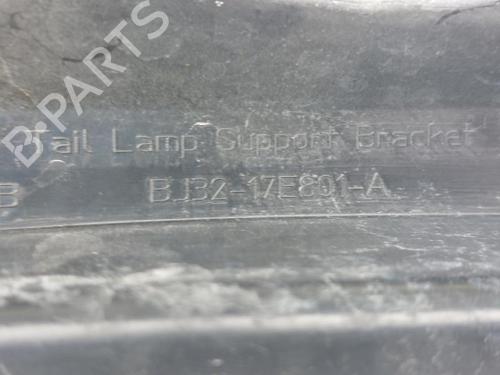 B-PARTS
Tail Lamp Support Bracket
B BJ32-17E801-A